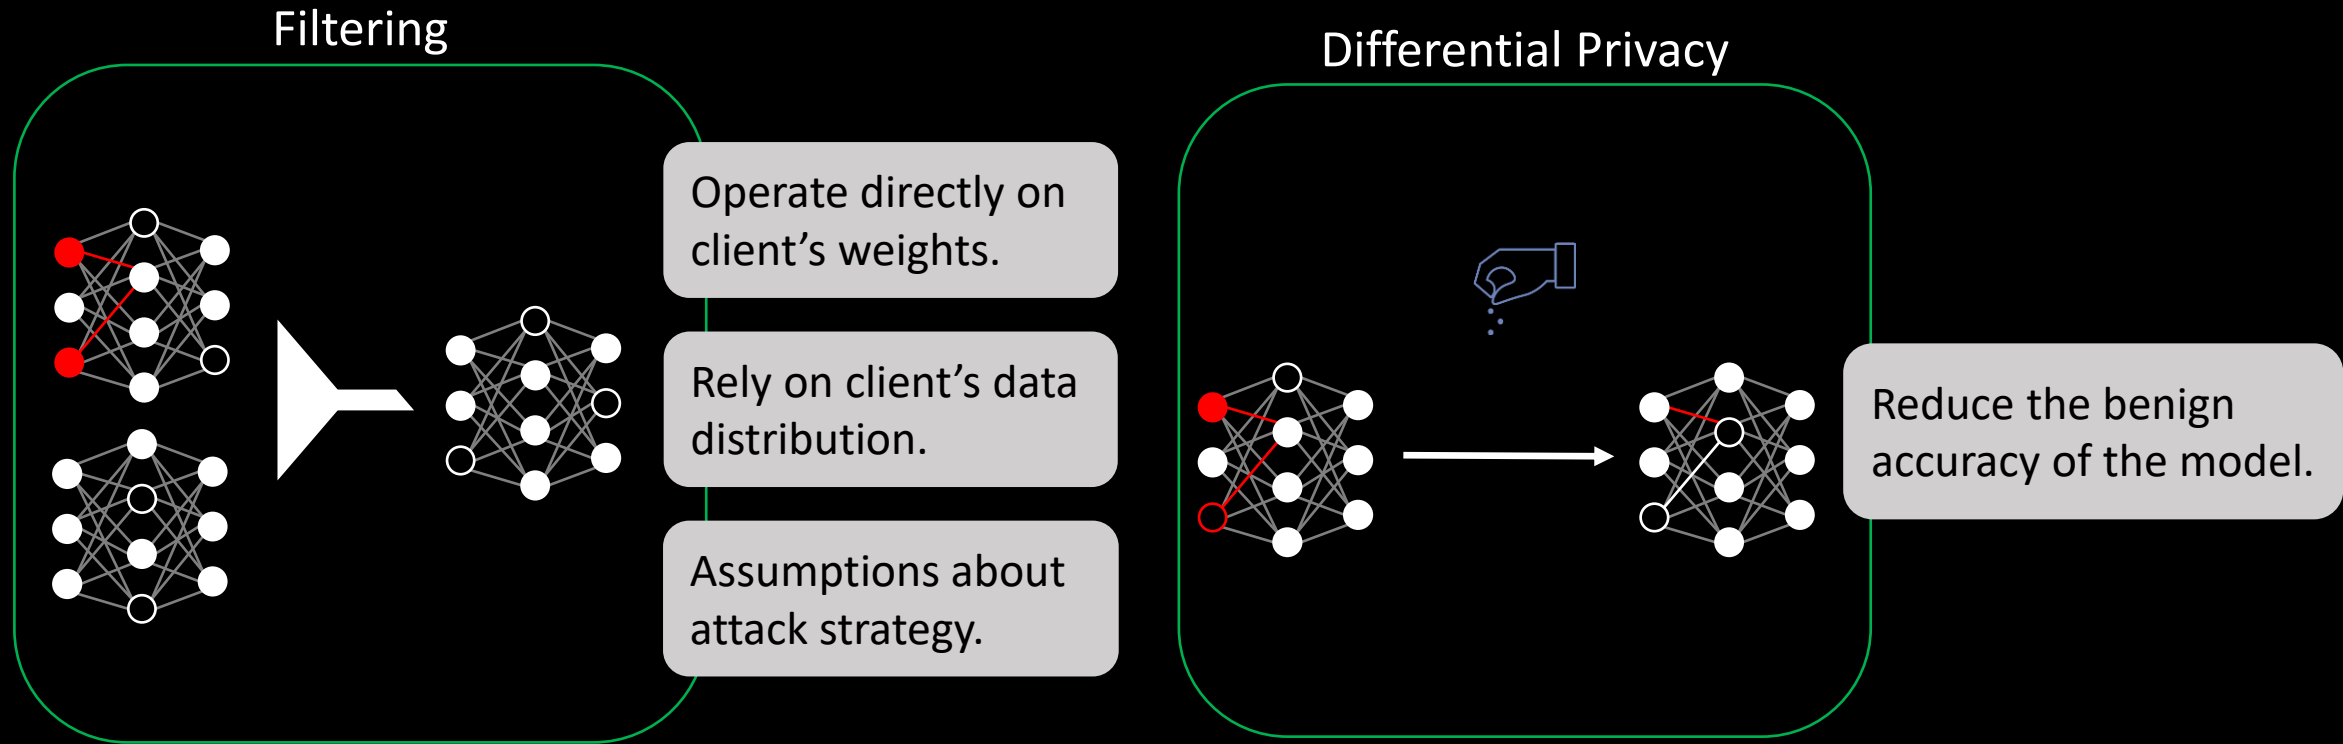 Filtering
Operate directly on
client’s weights.
Rely on client’s data
distribution.
Assumptions about
attack strategy.
Differential Privacy
Reduce the benign
accuracy of the model.